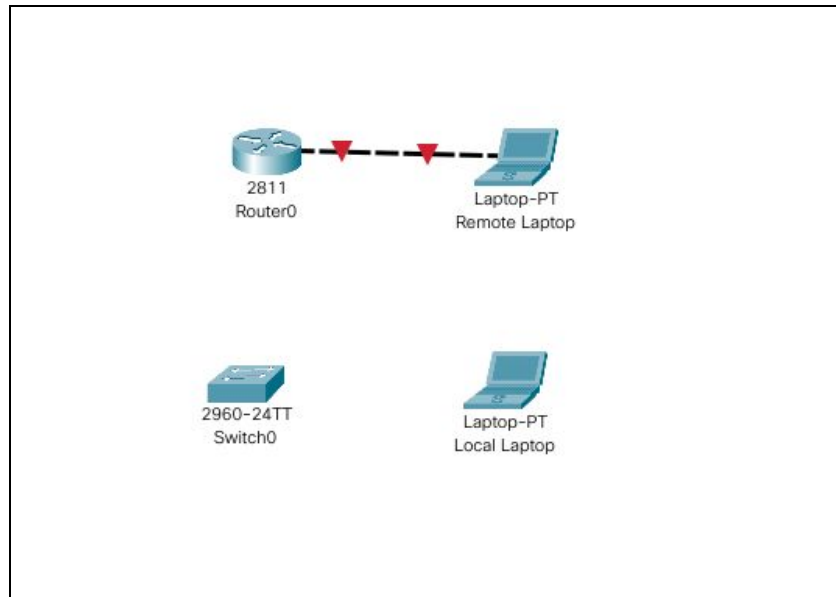 2811
Router0
Laptop-PT
Remote Laptop
2960-24TT
Switch0
Laptop-PT
Local Laptop